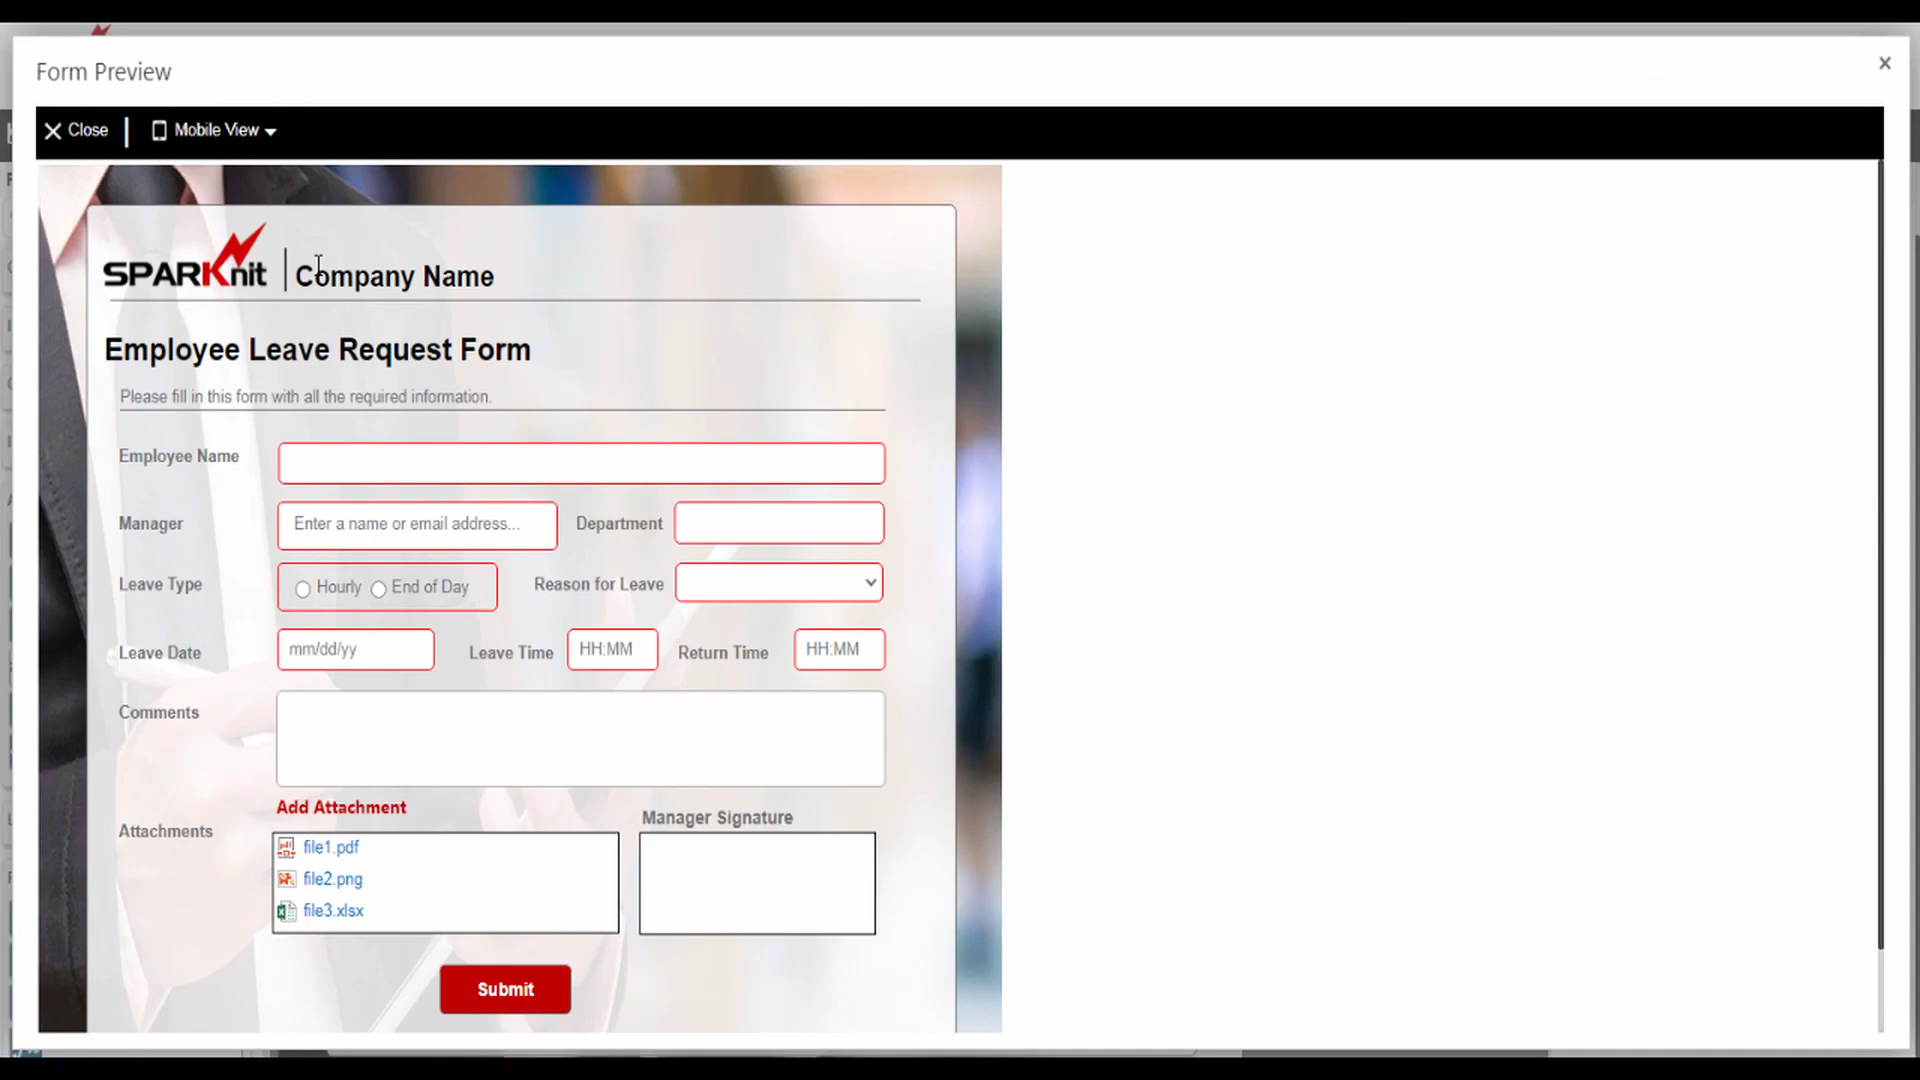 Form Preview
×
Close | Mobile View
SPARKnit | Company Name
Employee Leave Request Form
Please fill in this form with all the required information.
Employee Name
Manager Enter a name or email address... Department
Leave Type Hourly End of Day Reason for Leave
Leave Date mm/dd/yy Leave Time HH:MM Return Time HH:MM
Comments
Add Attachment
Manager Signature
Attachments
file1.pdf
file2.png
file3.xlsx
Submit